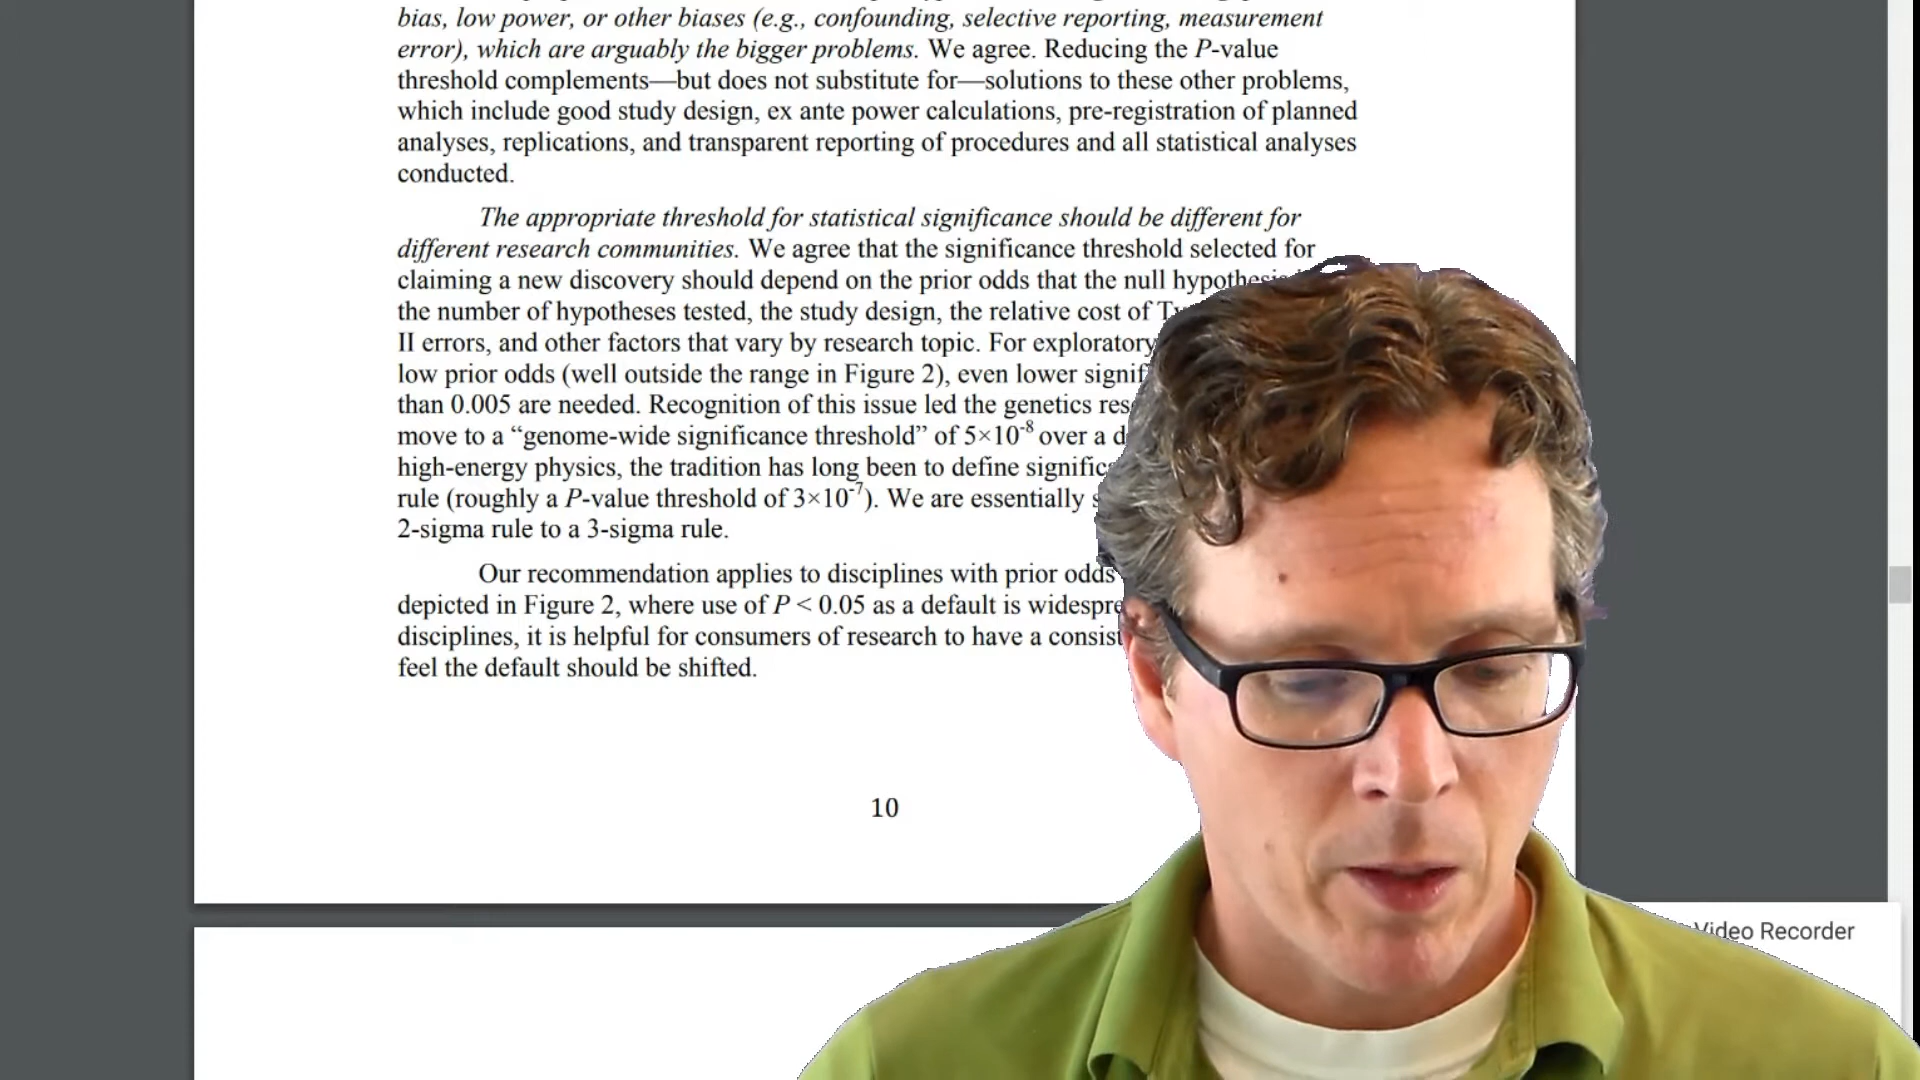 bias, low power, or other biases (e.g., confounding, selective reporting, measurement
error), which are arguably the bigger problems. We agree. Reducing the P-value
threshold complements—but does not substitute for—solutions to these other problems,
which include good study design, ex ante power calculations, pre-registration of planned
analyses, replications, and transparent reporting of procedures and all statistical analyses
conducted.
The appropriate threshold for statistical significance should be different for
different research communities. We agree that the significance threshold selected for
claiming a new discovery should depend on the prior odds that the null hypothesis
the number of hypotheses tested, the study design, the relative cost of
II errors, and other factors that vary by research topic. For exploratory
low prior odds (well outside the range in Figure 2), even lower
than 0.005 are needed. Recognition of this issue led the genetics
move to a “genome-wide significance threshold” of 5×10⁻⁸ over a
high-energy physics, the tradition has long been to define
rule (roughly a P-value threshold of 3×10⁻⁷). We are essentially
2-sigma rule to a 3-sigma rule.
Our recommendation applies to disciplines with prior odds
depicted in Figure 2, where use of P < 0.05 as a default is
disciplines, it is helpful for consumers of research to have a
feel the default should be shifted.
10
Video Recorder